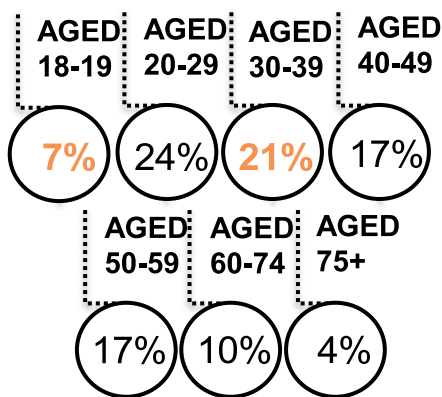 AGED AGED AGED AGED
18-19 20-29 30-39 40-49
7% 24% 21% 17%
AGED AGED AGED
50-59 60-74 75+
17% 10% 4%